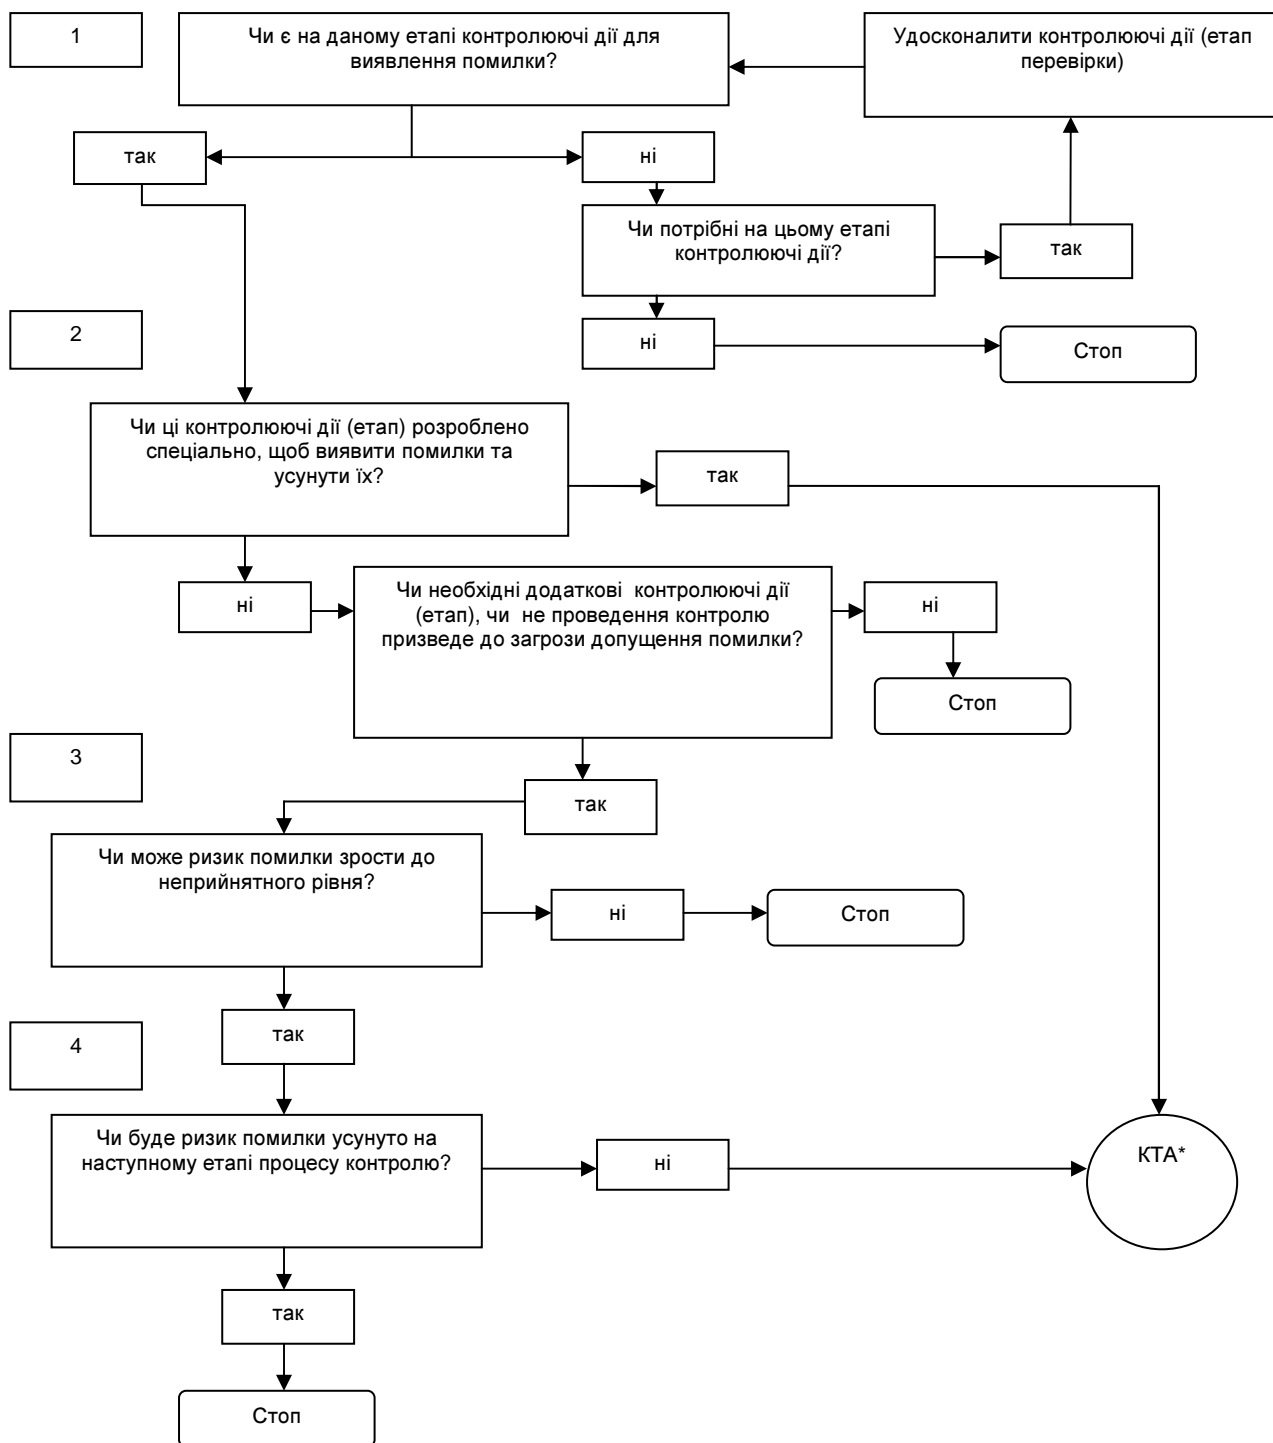 1
Чи є на даному етапі контролюючі дії для
виявлення помилки?
Удосконалити контролюючі дії (етап
перевірки)
так
ні
Чи потрібні на цьому етапі
контролюючі дії?
так
2
ні
Стоп
Чи ці контролюючі дії (етап) розроблено
спеціально, щоб виявити помилки та
усунути їх?
так
ні
Чи необхідні додаткові контролюючі дії
(етап), чи не проведення контролю
призведе до загрози допущення помилки?
ні
Стоп
3
так
Чи може ризик помилки зрости до
неприйнятного рівня?
ні
Стоп
так
4
Чи буде ризик помилки усунуто на
наступному етапі процесу контролю?
ні
КТА*
так
Стоп